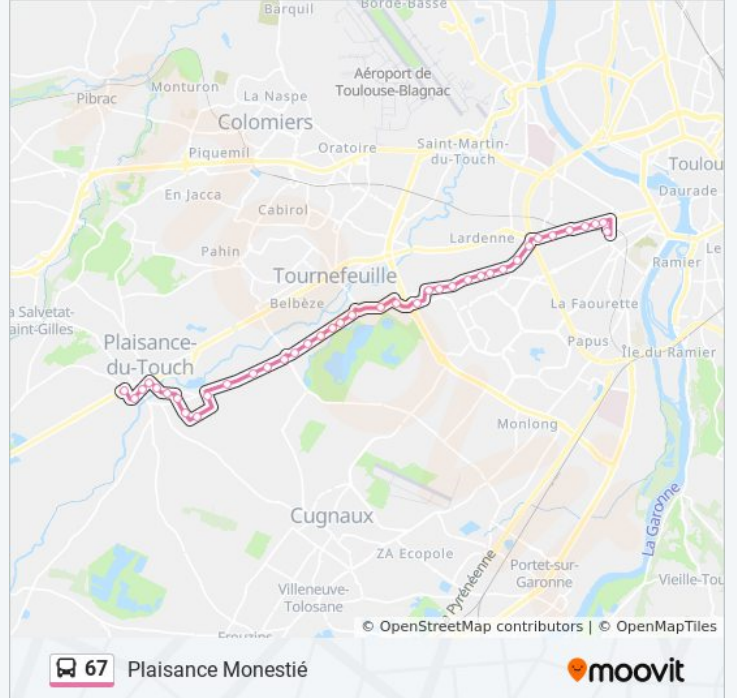 Barquil
Borde-Basse
Aéroport de
Toulouse-Blagnac
Monturon
La Naspe
Pibrac
Colomiers
Oratoire
Saint-Martin-
du-Touch
Piquemil
Toulou
Daurade
En Jacca
Cabirol
Lardenne
Le
Ramier
Pahin
Tournefeuille
Belbèze
La Faourette
a Salvetat-
aint-Gilles
Papus
Île du Ramier
Plaisance-
du-Touch
Monlong
La Garonne
Cugnaux
ZA Ecopole
Pyrénéenne
Portet-sur-
Garonne
Vieille-Tou
Villeneuve-
Tolosane
© OpenStreetMap contributors | © OpenMapTiles
67 Plaisance Monestié
moovit